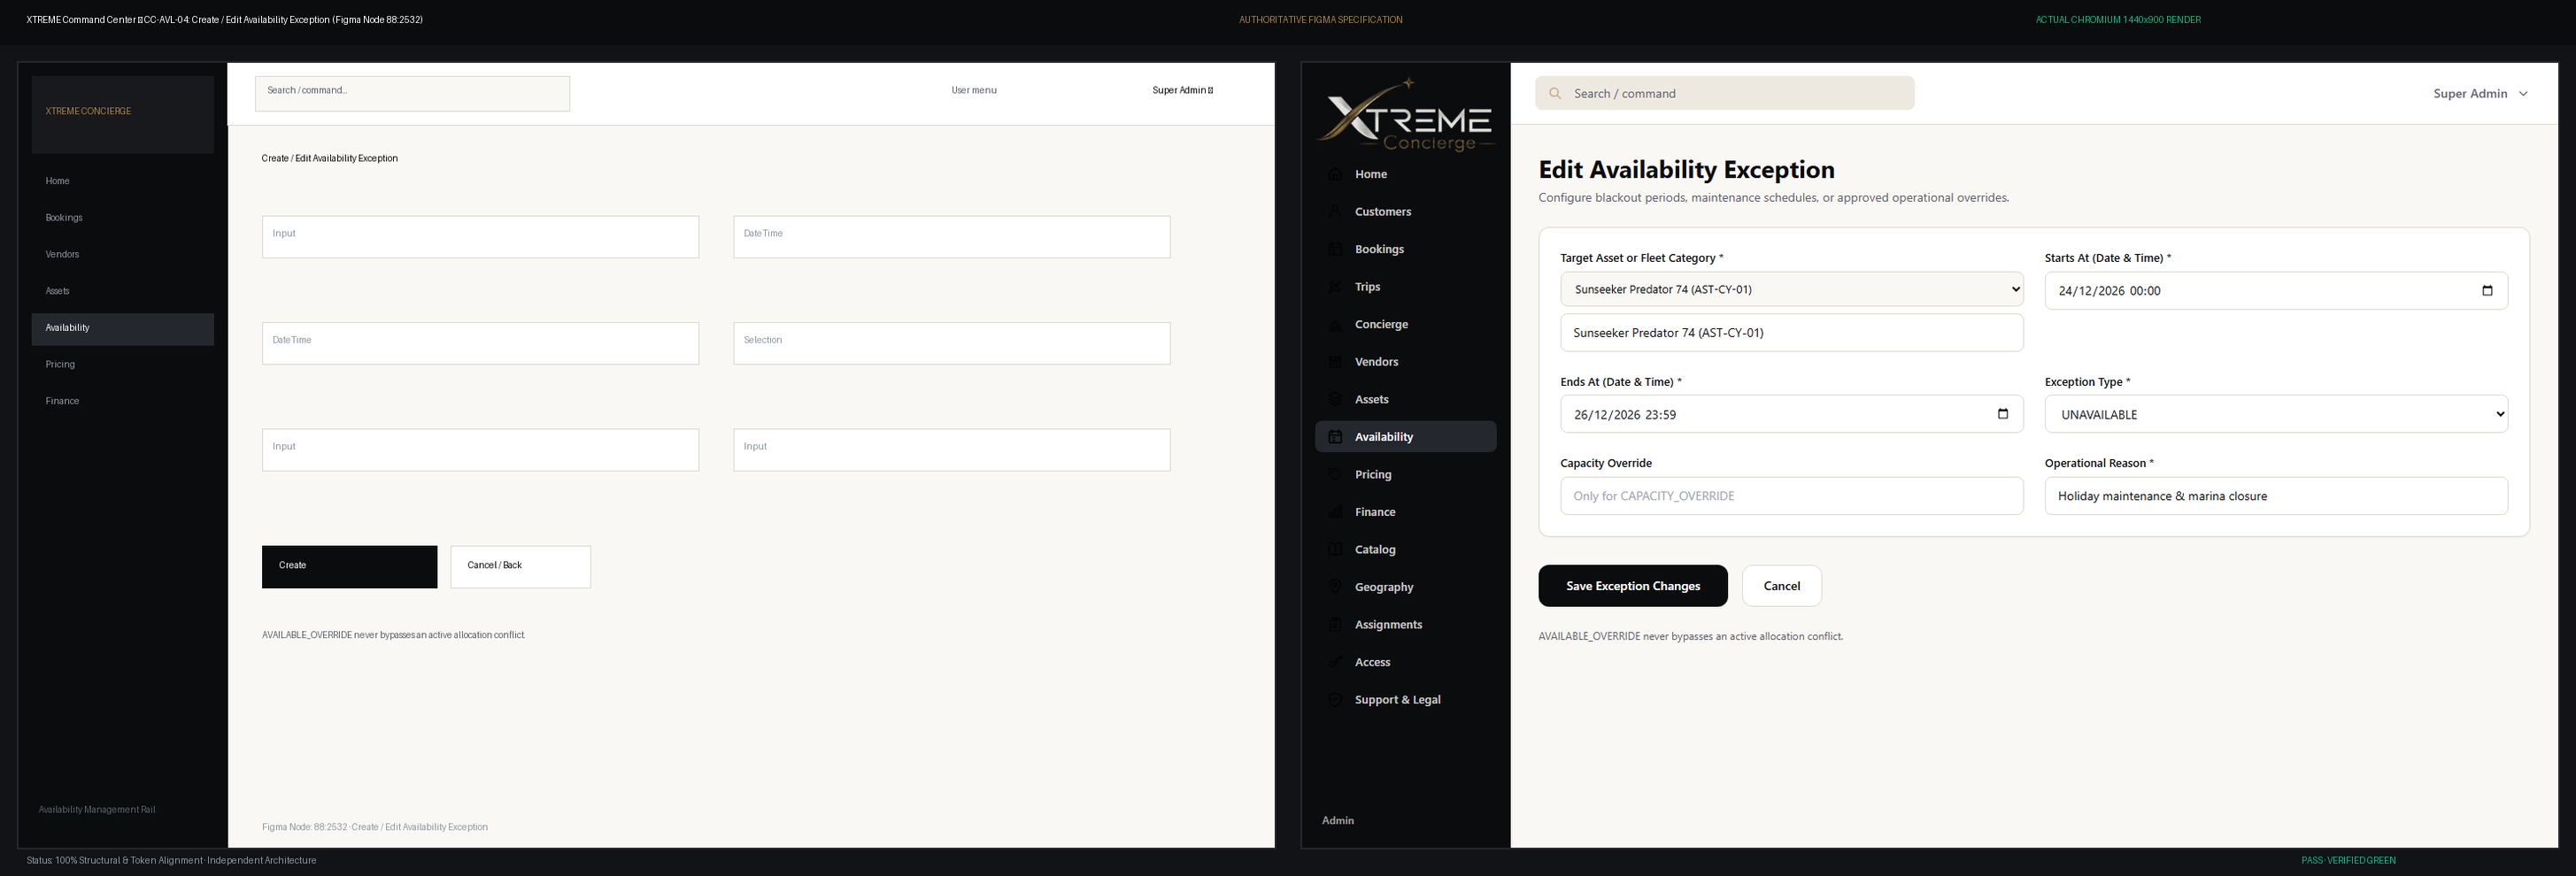 XTREME Command Center ▯ CC-AVL-04: Create / Edit Availability Exception (Figma Node 88:2532)
AUTHORITATIVE FIGMA SPECIFICATION
ACTUAL CHROMIUM 1440x900 RENDER
XTREME CONCIERGE
Home
Bookings
Vendors
Assets
Availability
Pricing
Finance
Availability Management Rail
Search / command...
User menu
Super Admin ▯
Create / Edit Availability Exception
Input
DateTime
DateTime
Selection
Input
Input
Create
Cancel / Back
AVAILABLE_OVERRIDE never bypasses an active allocation conflict.
Figma Node: 88:2532 · Create / Edit Availability Exception
XTREME
Concierge
Home
Customers
Bookings
Trips
Concierge
Vendors
Assets
Availability
Pricing
Finance
Catalog
Geography
Assignments
Access
Support & Legal
Admin
Search / command
Super Admin
Edit Availability Exception
Configure blackout periods, maintenance schedules, or approved operational overrides.
Target Asset or Fleet Category *
Sunseeker Predator 74 (AST-CY-01)
Sunseeker Predator 74 (AST-CY-01)
Starts At (Date & Time) *
24/12/2026 00:00
Ends At (Date & Time) *
26/12/2026 23:59
Exception Type *
UNAVAILABLE
Capacity Override
Only for CAPACITY_OVERRIDE
Operational Reason *
Holiday maintenance & marina closure
Save Exception Changes
Cancel
AVAILABLE_OVERRIDE never bypasses an active allocation conflict.
Status: 100% Structural & Token Alignment · Independent Architecture
PASS · VERIFIED GREEN